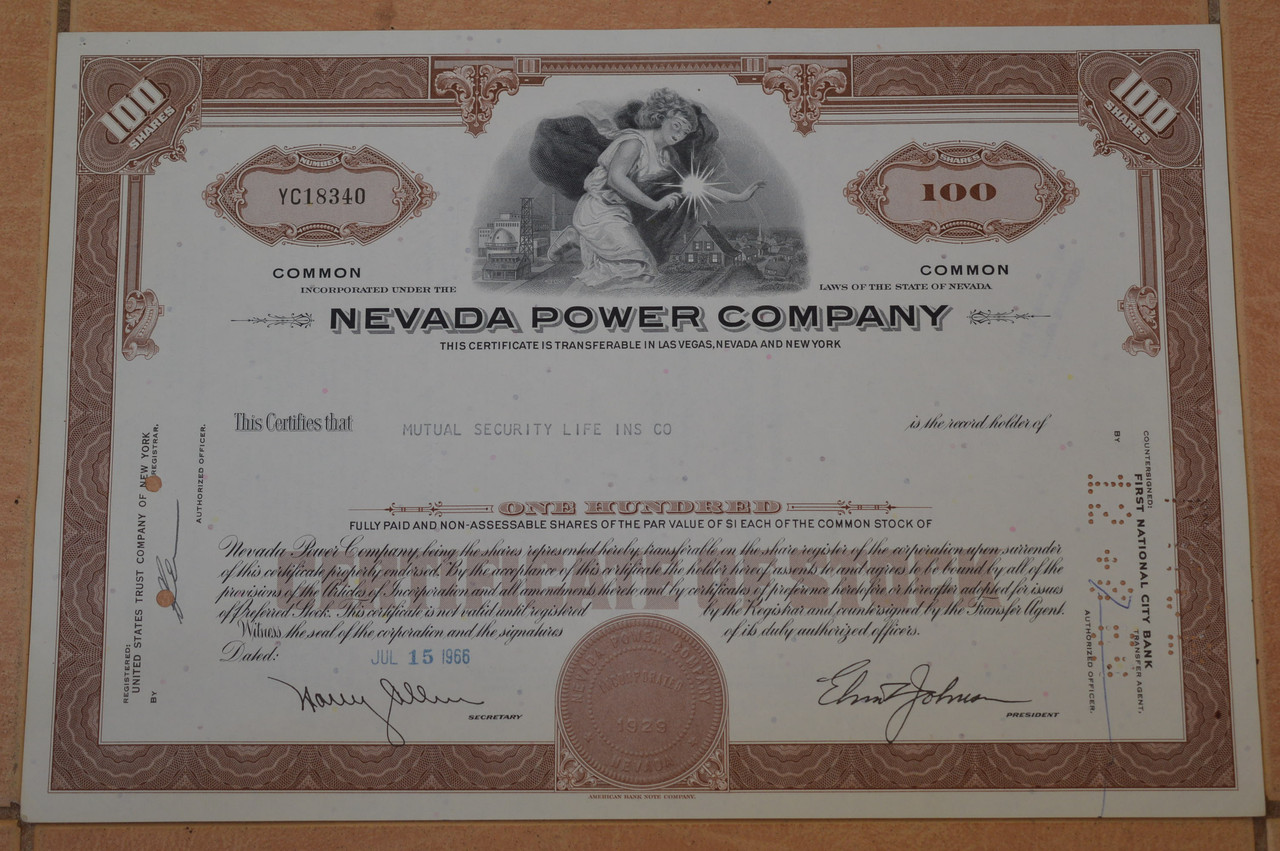 100 SHARES
100 SHARES
NUMBER
YC18340
SHARES
100
COMMON
COMMON
INCORPORATED UNDER THE
LAWS OF THE STATE OF NEVADA
NEVADA POWER COMPANY
THIS CERTIFICATE IS TRANSFERABLE IN LAS VEGAS, NEVADA AND NEW YORK
This Certifies that
MUTUAL SECURITY LIFE INS CO
is the record holder of
ONE HUNDRED
FULLY PAID AND NON-ASSESSABLE SHARES OF THE PAR VALUE OF $1 EACH OF THE COMMON STOCK OF
CERTIFICATE OF STOCK
Nevada Power Company, being the shares represented hereby, transferable on the share register of the corporation upon surrender
of this certificate properly endorsed. By the acceptance of this certificate the holder hereof assents to and agrees to be bound by all of the
provisions of the Articles of Incorporation and all amendments thereto and by certificates of preference heretofore or hereafter adopted for issues
of Preferred Stock. This certificate is not valid until registered by the Registrar and countersigned by the Transfer Agent.
Witness the seal of the corporation and the signatures of its duly authorized officers.
Dated:
JUL 15 1966
Harry Allen
SECRETARY
NEVADA POWER COMPANY
INCORPORATED
1929
NEVADA
PRESIDENT
AMERICAN BANK NOTE COMPANY.
REGISTERED:
UNITED STATES TRUST COMPANY OF NEW YORK
REGISTRAR.
BY
AUTHORIZED OFFICER.
COUNTERSIGNED:
FIRST NATIONAL CITY BANK
TRANSFER AGENT,
BY
AUTHORIZED OFFICER.